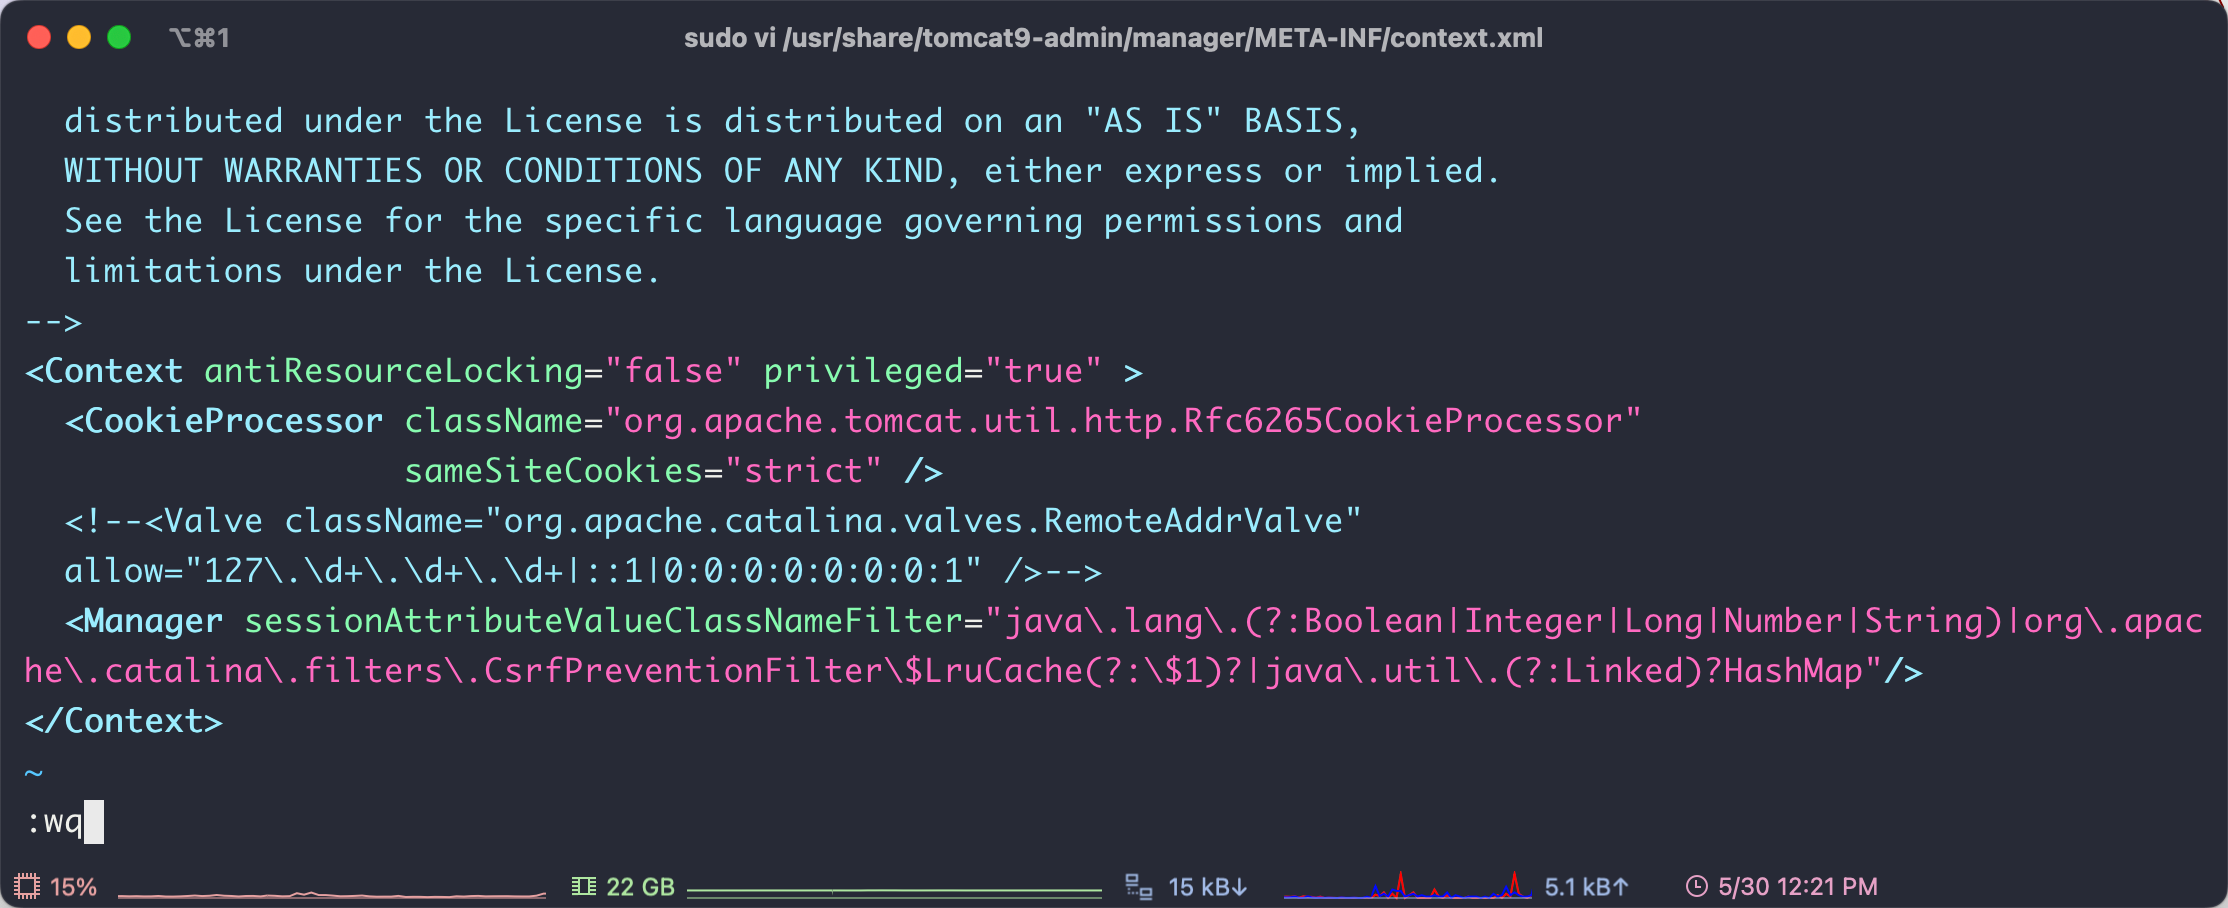 ⌥⌘1
sudo vi /usr/share/tomcat9-admin/manager/META-INF/context.xml
distributed under the License is distributed on an "AS IS" BASIS,
WITHOUT WARRANTIES OR CONDITIONS OF ANY KIND, either express or implied.
See the License for the specific language governing permissions and
limitations under the License.
-->
<Context antiResourceLocking="false" privileged="true" >
  <CookieProcessor className="org.apache.tomcat.util.http.Rfc6265CookieProcessor"
                   sameSiteCookies="strict" />
  <!--<Valve className="org.apache.catalina.valves.RemoteAddrValve"
  allow="127\.\d+\.\d+\.\d+|::1|0:0:0:0:0:0:0:1" />-->
  <Manager sessionAttributeValueClassNameFilter="java\.lang\.(?:Boolean|Integer|Long|Number|String)|org\.apac
he\.catalina\.filters\.CsrfPreventionFilter\$LruCache(?:\$1)?|java\.util\.(?:Linked)?HashMap"/>
</Context>
~
:wq
15% 22 GB 15 kB↓ 5.1 kB↑ 5/30 12:21 PM